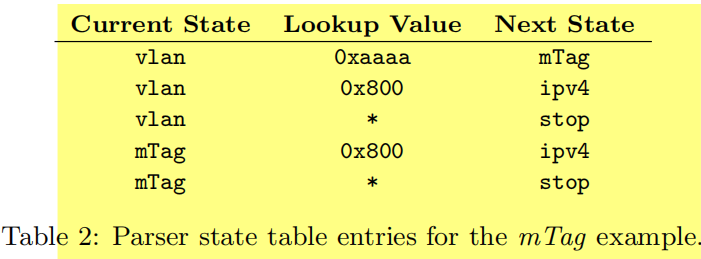 Current State Lookup Value Next State
vlan 0xaaaa mTag
vlan 0x800 ipv4
vlan * stop
mTag 0x800 ipv4
mTag * stop
Table 2: Parser state table entries for the mTag example.